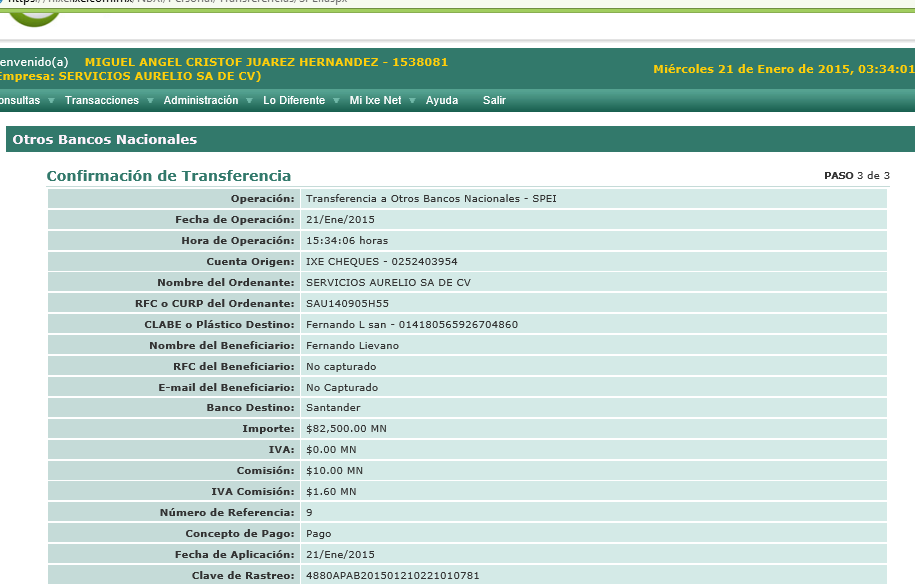 envenido(a) MIGUEL ANGEL CRISTOF JUAREZ HERNANDEZ - 1538081
Empresa: SERVICIOS AURELIO SA DE CV)
Miércoles 21 de Enero de 2015, 03:34:01
onsultas Transacciones Administración Lo Diferente Mi Ixe Net Ayuda Salir
Otros Bancos Nacionales
Confirmación de Transferencia PASO 3 de 3
Operación: Transferencia a Otros Bancos Nacionales - SPEI
Fecha de Operación: 21/Ene/2015
Hora de Operación: 15:34:06 horas
Cuenta Origen: IXE CHEQUES - 0252403954
Nombre del Ordenante: SERVICIOS AURELIO SA DE CV
RFC o CURP del Ordenante: SAU140905H55
CLABE o Plástico Destino: Fernando L san - 014180565926704860
Nombre del Beneficiario: Fernando Lievano
RFC del Beneficiario: No capturado
E-mail del Beneficiario: No Capturado
Banco Destino: Santander
Importe: $82,500.00 MN
IVA: $0.00 MN
Comisión: $10.00 MN
IVA Comisión: $1.60 MN
Número de Referencia: 9
Concepto de Pago: Pago
Fecha de Aplicación: 21/Ene/2015
Clave de Rastreo: 4880APAB201501210221010781